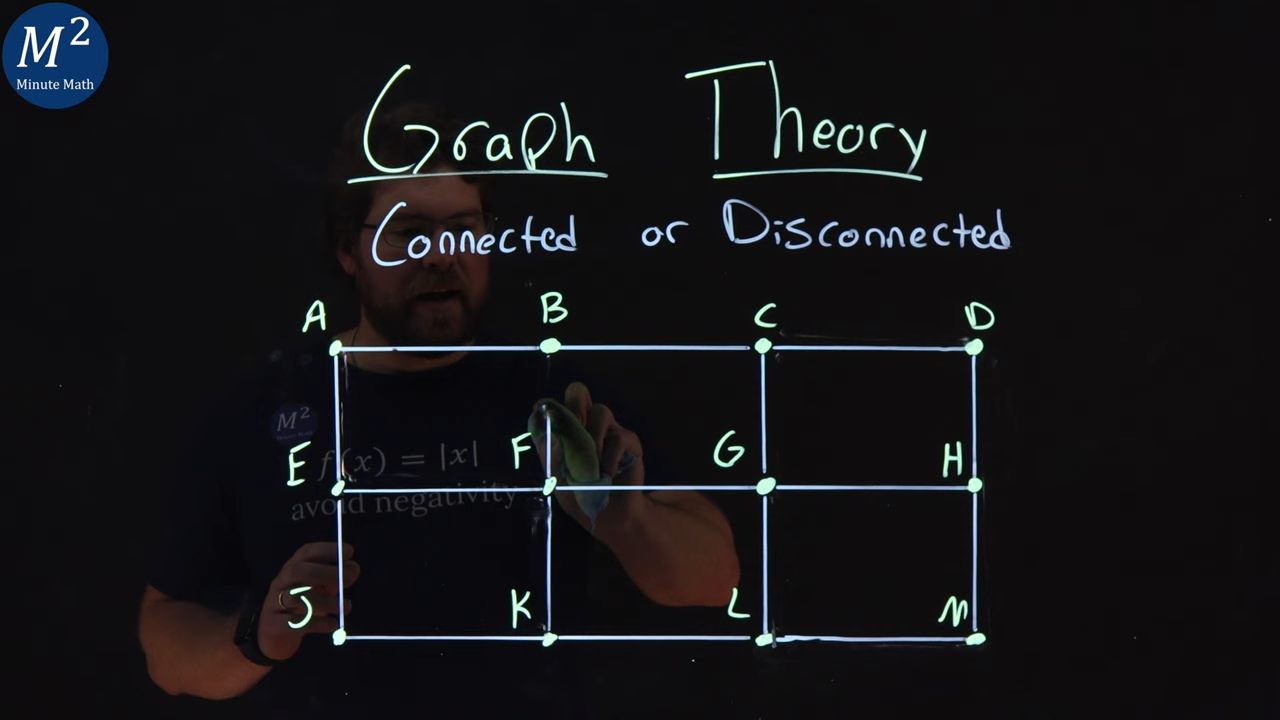 M²
Minute Math
Graph Theory
Connected or Disconnected
A B C D
M²
E F G H
f(x) = |x|
avoid negativity
J K L M